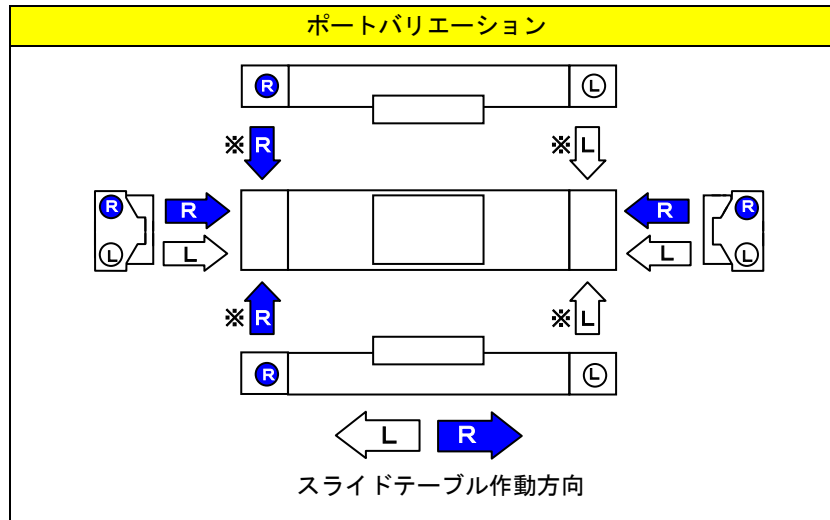 ポートバリエーション
R L
※ R ※ L
R R R R
L L L L
※ R ※ L
R L
L R
スライドテーブル作動方向